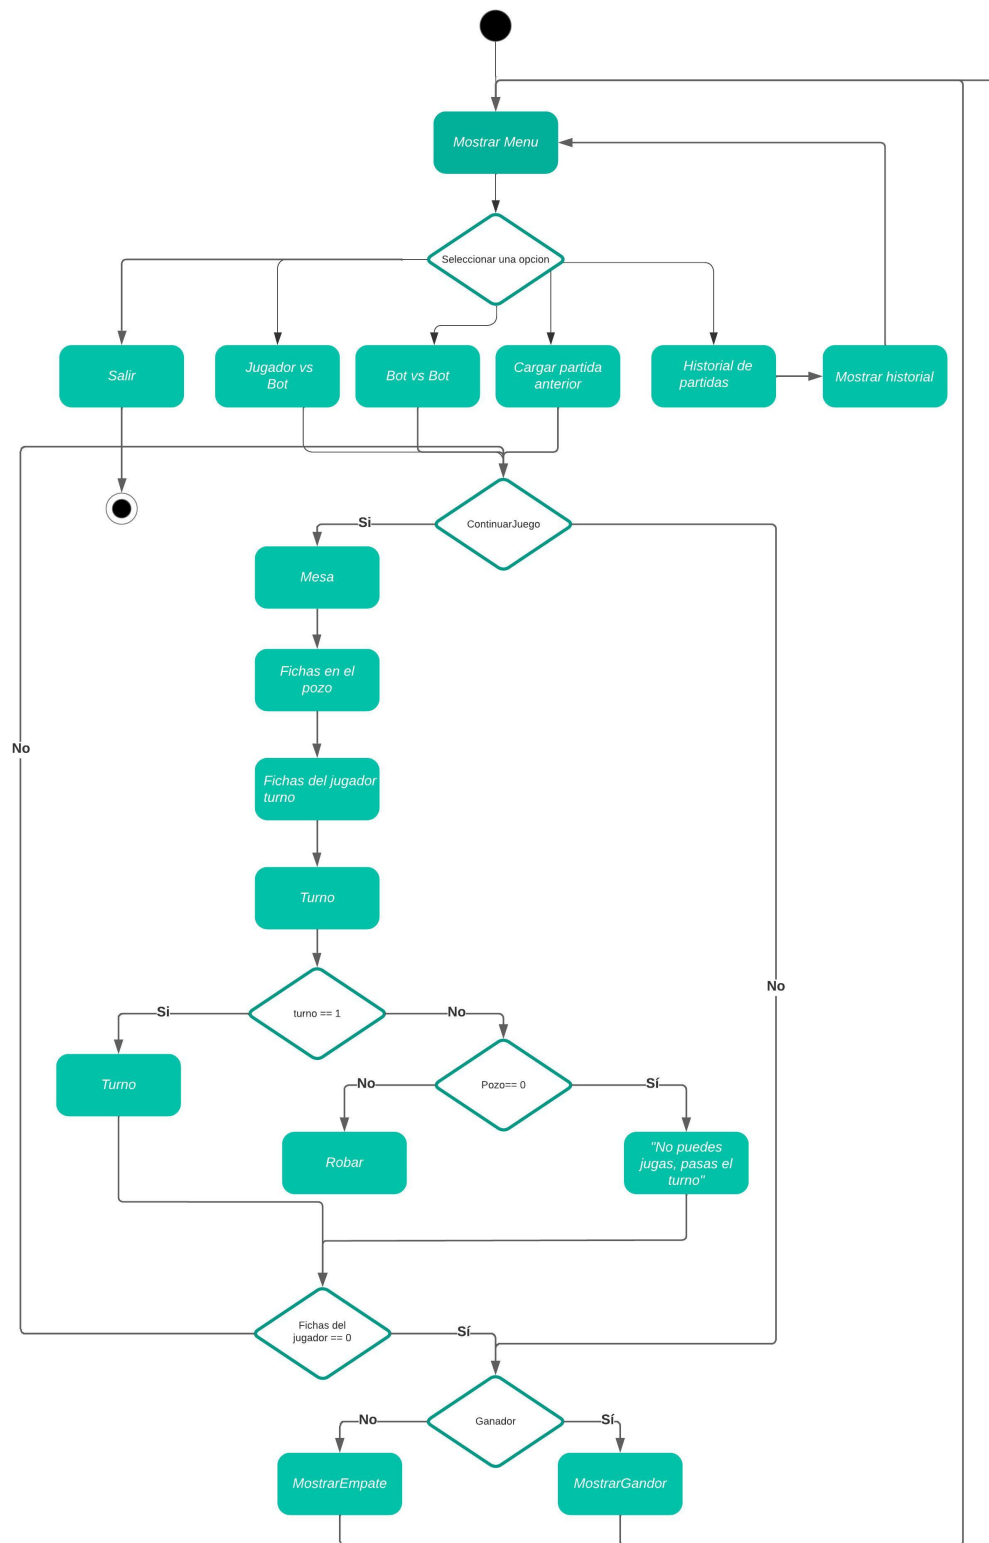 Mostrar Menu
Seleccionar una opcion
Salir
Jugador vs
Bot
Bot vs Bot
Cargar partida
anterior
Historial de
partidas
Mostrar historial
ContinuarJuego
Si
No
Mesa
Fichas en el
pozo
Fichas del jugador
turno
Turno
turno == 1
Si
No
Turno
Pozo== 0
No
Sí
Robar
"No puedes
jugas, pasas el
turno"
Fichas del
jugador == 0
No
Sí
Ganador
No
Sí
MostrarEmpate
MostrarGandor